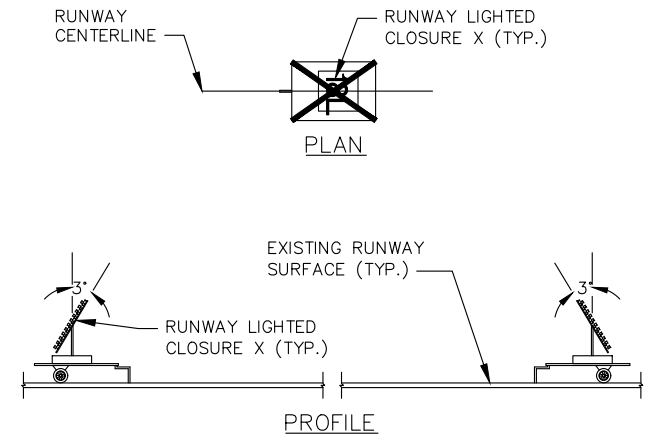 RUNWAY
CENTERLINE
RUNWAY LIGHTED
CLOSURE X (TYP.)
PLAN
EXISTING RUNWAY
SURFACE (TYP.)
3°
3°
RUNWAY LIGHTED
CLOSURE X (TYP.)
PROFILE